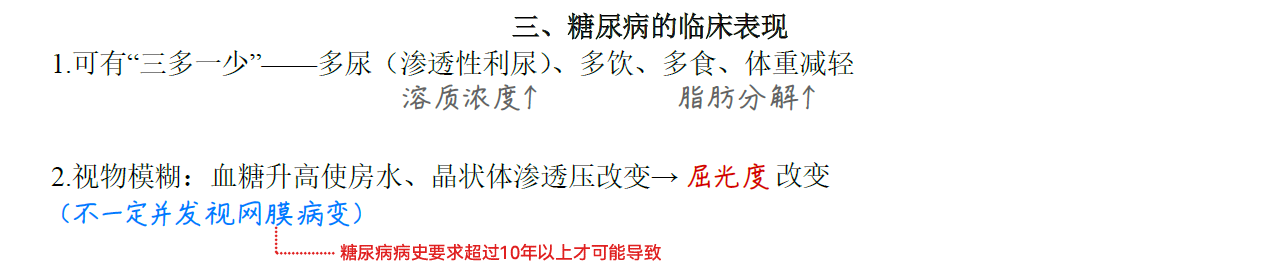 三、糖尿病的临床表现
1.可有“三多一少”——多尿（渗透性利尿）、多饮、多食、体重减轻
溶质浓度↑ 脂肪分解↑
2.视物模糊：血糖升高使房水、晶状体渗透压改变→ 屈光度 改变
（不一定并发视网膜病变）
糖尿病病史要求超过10年以上才可能导致